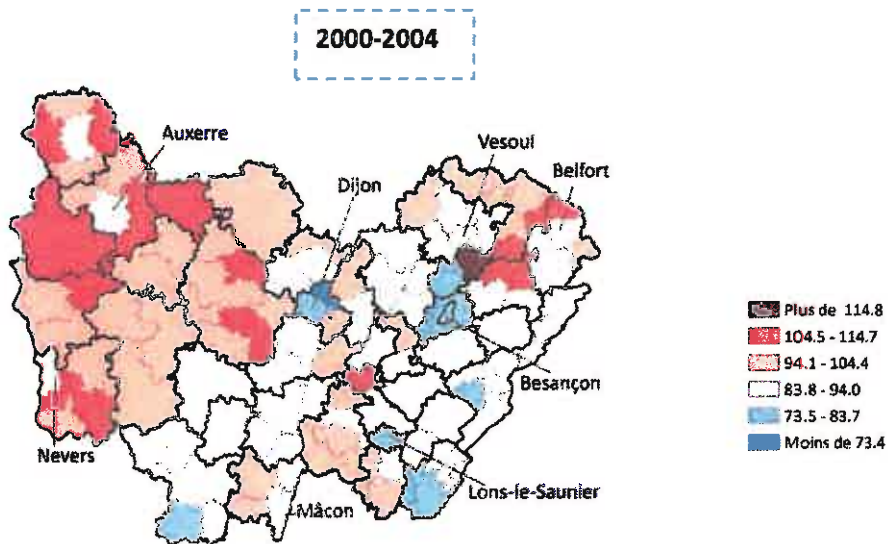 2000-2004
Auxerre
Vesoul
Belfort
Dijon
Besançon
Nevers
Lons-le-Saunier
Mâcon
Plus de 114.8
104.5 - 114.7
94.1 - 104.4
83.8 - 94.0
73.5 - 83.7
Moins de 73.4